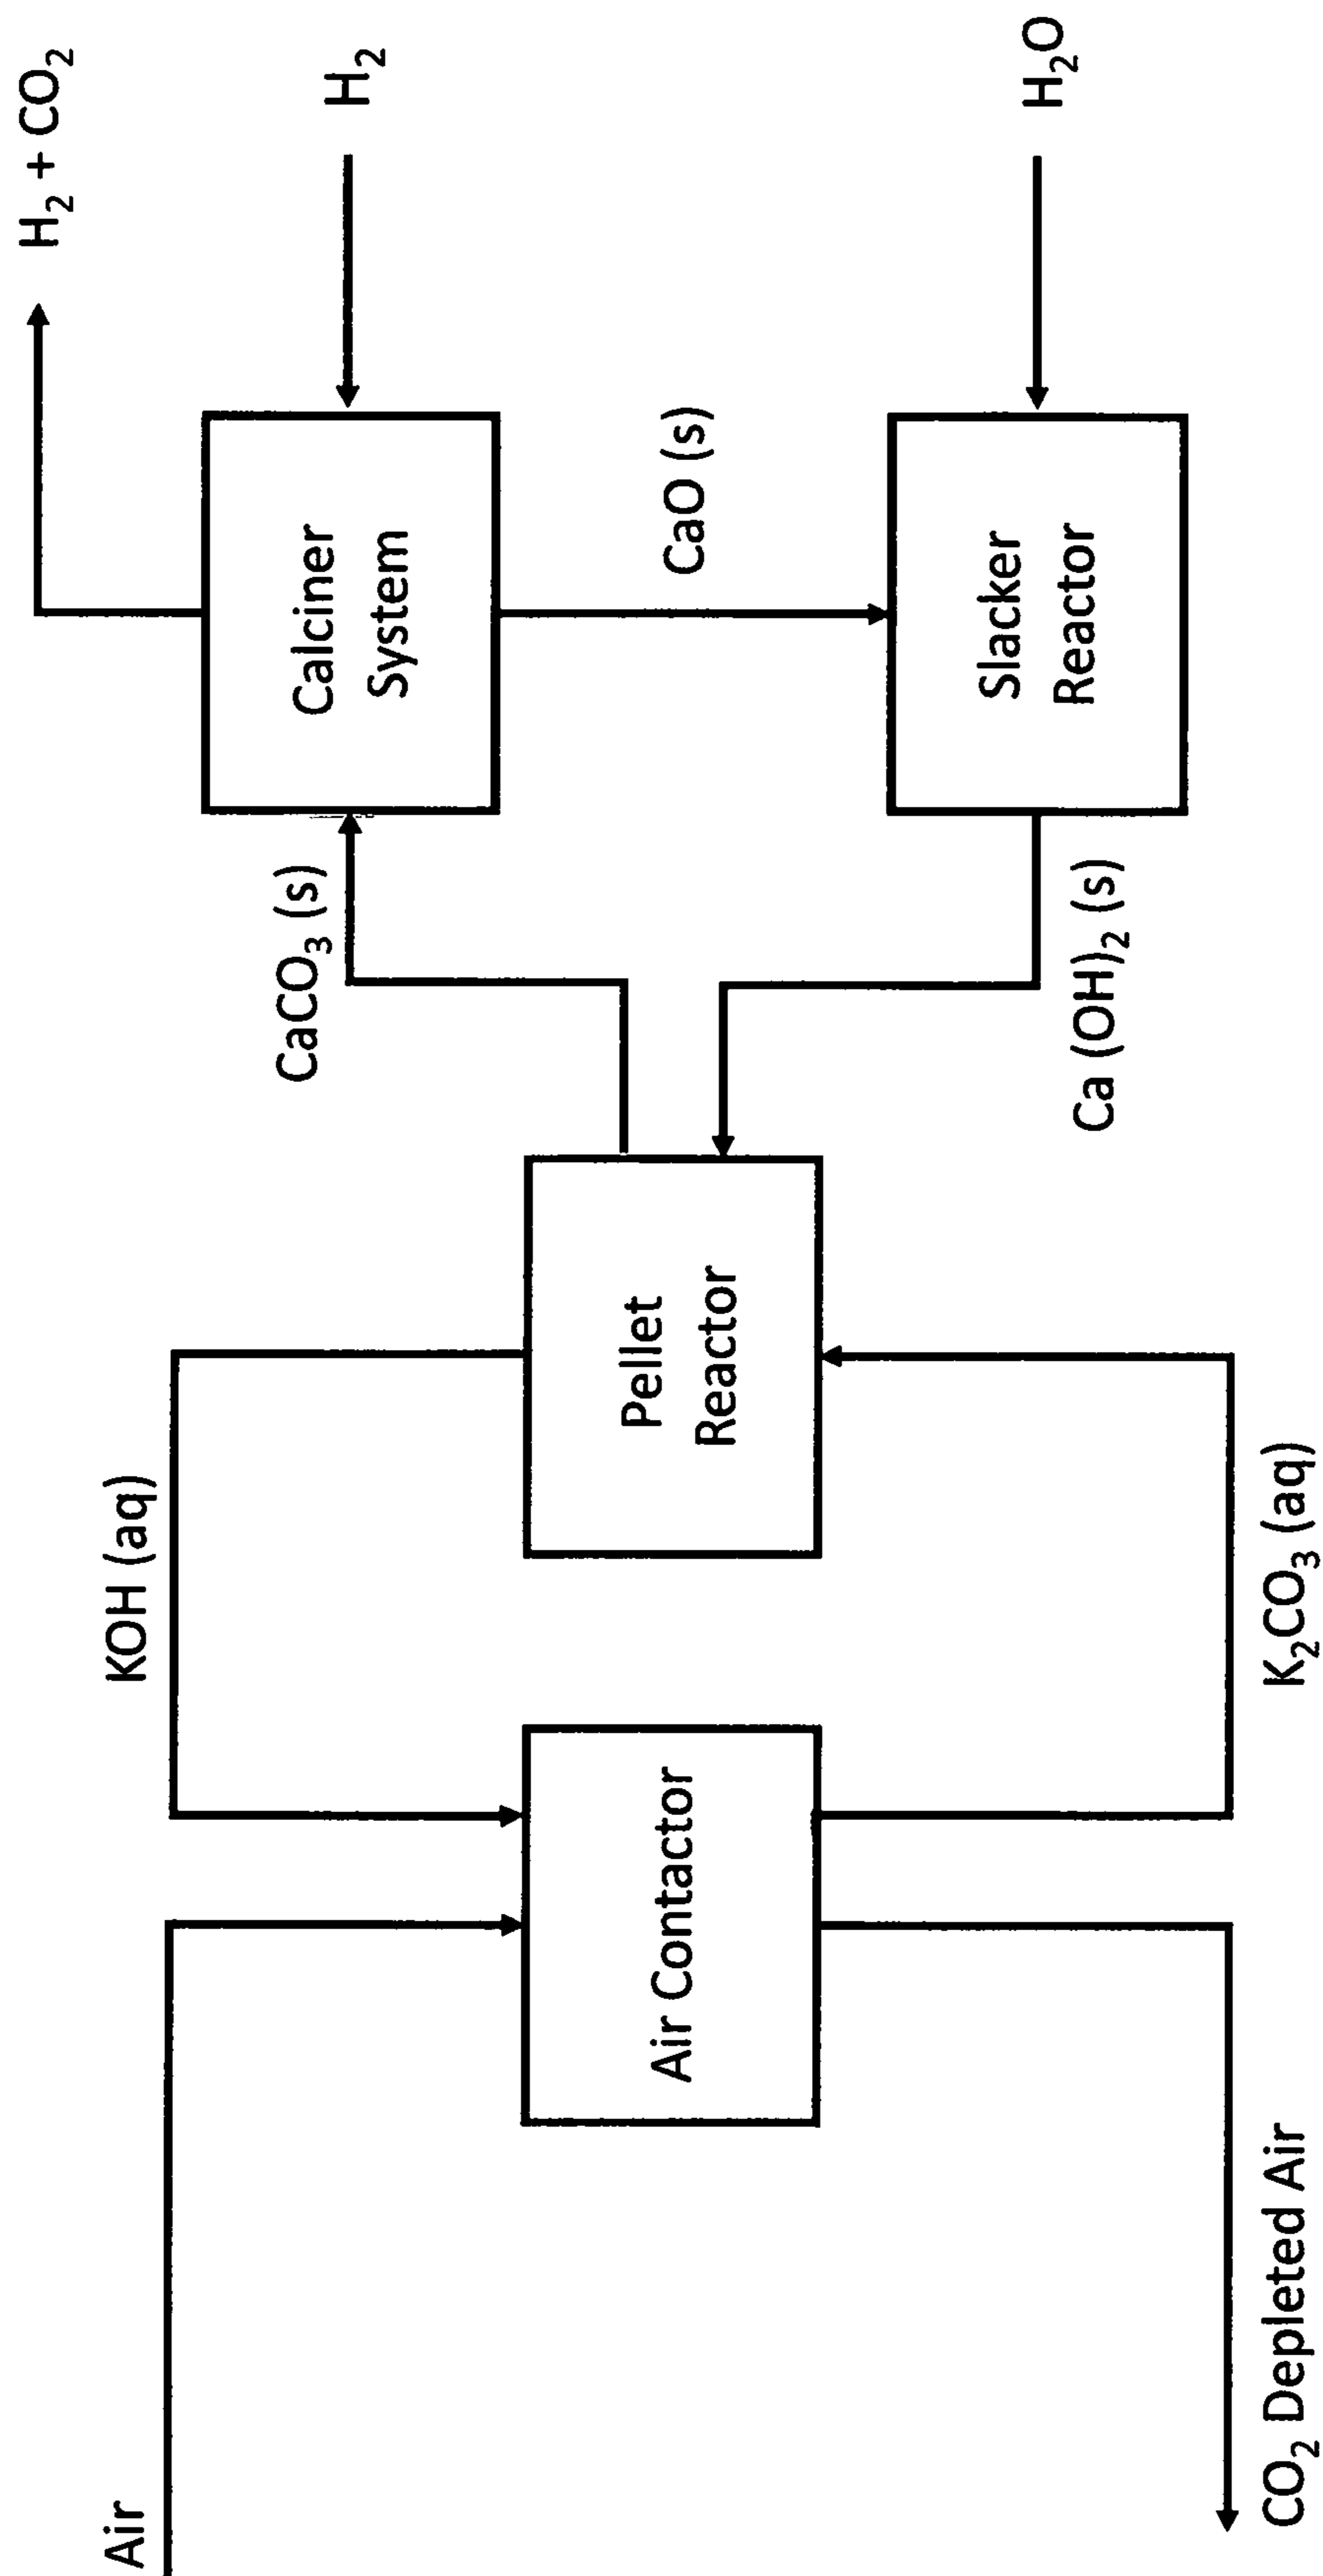 Air
CO₂ Depleted Air
Air Contactor
KOH (aq)
K₂CO₃ (aq)
Pellet
Reactor
CaCO₃ (s)
Ca (OH)₂ (s)
Calciner
System
CaO (s)
Slacker
Reactor
H₂ + CO₂
H₂
H₂O